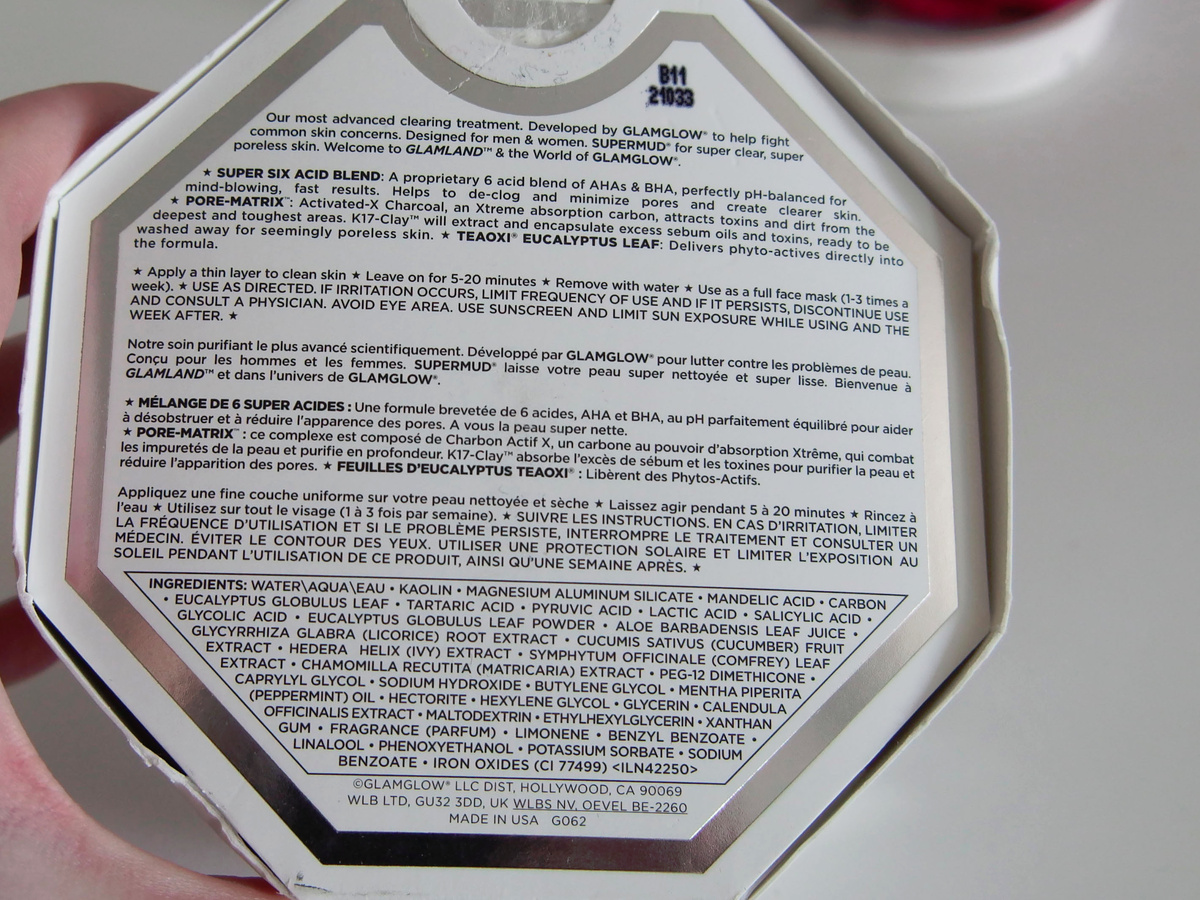 B11
21033
Our most advanced clearing treatment. Developed by GLAMGLOW® to help fight
common skin concerns. Designed for men & women. SUPERMUD® for super clear, super
poreless skin. Welcome to GLAMLAND™ & the World of GLAMGLOW®.
★ SUPER SIX ACID BLEND: A proprietary 6 acid blend of AHAs & BHA, perfectly pH-balanced for
mind-blowing, fast results. Helps to de-clog and minimize pores and create clearer skin.
★ PORE-MATRIX™: Activated-X Charcoal, an Xtreme absorption carbon, attracts toxins and dirt from the
deepest and toughest areas. K17-Clay™ will extract and encapsulate excess sebum oils and toxins, ready to be
washed away for seemingly poreless skin. ★ TEAOXI® EUCALYPTUS LEAF: Delivers phyto-actives directly into
the formula.
★ Apply a thin layer to clean skin ★ Leave on for 5-20 minutes ★ Remove with water ★ Use as a full face mask (1-3 times a
week). ★ USE AS DIRECTED. IF IRRITATION OCCURS, LIMIT FREQUENCY OF USE AND IF IT PERSISTS, DISCONTINUE USE
AND CONSULT A PHYSICIAN. AVOID EYE AREA. USE SUNSCREEN AND LIMIT SUN EXPOSURE WHILE USING AND THE
WEEK AFTER. ★
Notre soin purifiant le plus avancé scientifiquement. Développé par GLAMGLOW® pour lutter contre les problèmes de peau.
Conçu pour les hommes et les femmes. SUPERMUD® laisse votre peau super nettoyée et super lisse. Bienvenue à
GLAMLAND™ et dans l'univers de GLAMGLOW®.
★ MÉLANGE DE 6 SUPER ACIDES : Une formule brevetée de 6 acides, AHA et BHA, au pH parfaitement équilibré pour aider
à désobstruer et à réduire l'apparence des pores. A vous la peau super nette.
★ PORE-MATRIX™ : ce complexe est composé de Charbon Actif X, un carbone au pouvoir d'absorption Xtrême, qui combat
les impuretés de la peau et purifie en profondeur. K17-Clay™ absorbe l'excès de sébum et les toxines pour purifier la peau et
réduire l'apparition des pores. ★ FEUILLES D'EUCALYPTUS TEAOXI® : Libèrent des Phytos-Actifs.
Appliquez une fine couche uniforme sur votre peau nettoyée et sèche ★ Laissez agir pendant 5 à 20 minutes ★ Rincez à
l'eau ★ Utilisez sur tout le visage (1 à 3 fois par semaine). ★ SUIVRE LES INSTRUCTIONS. EN CAS D'IRRITATION, LIMITER
LA FRÉQUENCE D'UTILISATION ET SI LE PROBLÈME PERSISTE, INTERROMPRE LE TRAITEMENT ET CONSULTER UN
MÉDECIN. ÉVITER LE CONTOUR DES YEUX. UTILISER UNE PROTECTION SOLAIRE ET LIMITER L'EXPOSITION AU
SOLEIL PENDANT L'UTILISATION DE CE PRODUIT, AINSI QU'UNE SEMAINE APRÈS. ★
INGREDIENTS: WATER\AQUA\EAU • KAOLIN • MAGNESIUM ALUMINUM SILICATE • MANDELIC ACID • CARBON
• EUCALYPTUS GLOBULUS LEAF • TARTARIC ACID • PYRUVIC ACID • LACTIC ACID • SALICYLIC ACID •
GLYCOLIC ACID • EUCALYPTUS GLOBULUS LEAF POWDER • ALOE BARBADENSIS LEAF JUICE •
GLYCYRRHIZA GLABRA (LICORICE) ROOT EXTRACT • CUCUMIS SATIVUS (CUCUMBER) FRUIT
EXTRACT • HEDERA HELIX (IVY) EXTRACT • SYMPHYTUM OFFICINALE (COMFREY) LEAF
EXTRACT • CHAMOMILLA RECUTITA (MATRICARIA) EXTRACT • PEG-12 DIMETHICONE •
CAPRYLYL GLYCOL • SODIUM HYDROXIDE • BUTYLENE GLYCOL • MENTHA PIPERITA
(PEPPERMINT) OIL • HECTORITE • HEXYLENE GLYCOL • GLYCERIN • CALENDULA
OFFICINALIS EXTRACT • MALTODEXTRIN • ETHYLHEXYLGLYCERIN • XANTHAN
GUM • FRAGRANCE (PARFUM) • LIMONENE • BENZYL BENZOATE •
LINALOOL • PHENOXYETHANOL • POTASSIUM SORBATE • SODIUM
BENZOATE • IRON OXIDES (CI 77499) <ILN42250>
©GLAMGLOW® LLC DIST, HOLLYWOOD, CA 90069
WLB LTD, GU32 3DD, UK WLBS NV, OEVEL BE-2260
MADE IN USA G062